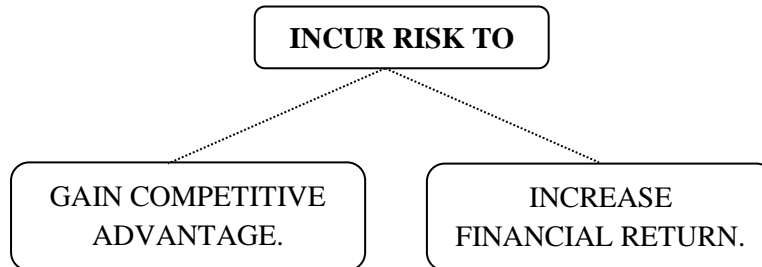 INCUR RISK TO
GAIN COMPETITIVE
ADVANTAGE.
INCREASE
FINANCIAL RETURN.